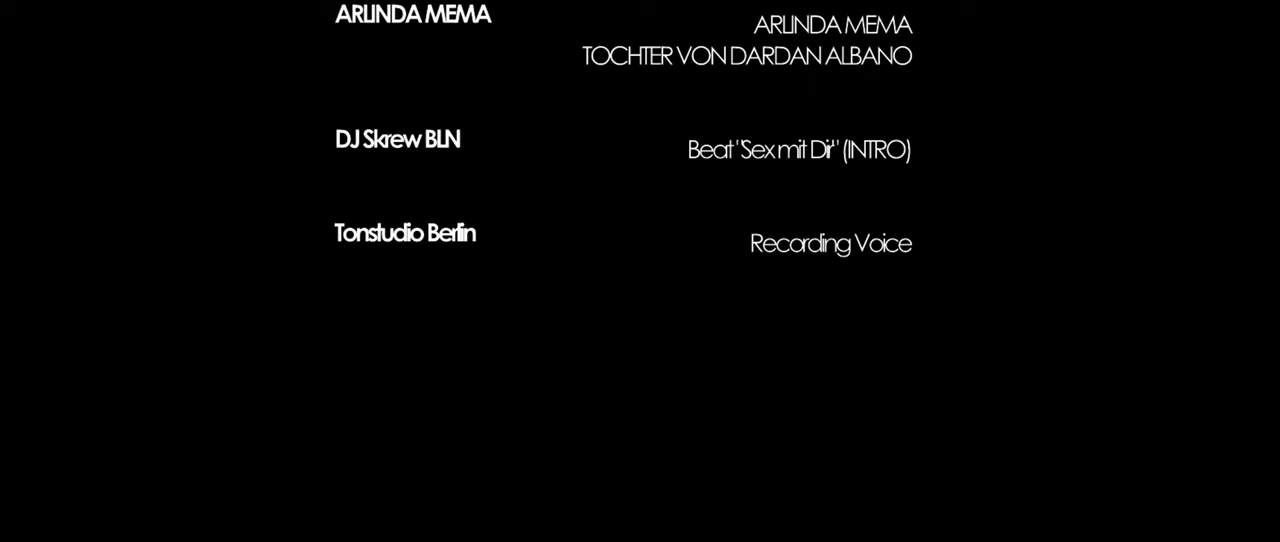 ARLINDA MEMA
ARLINDA MEMA
TOCHTER VON DARDAN ALBANO
DJ Skrew BLN
Beat "Sex mit Dir" (INTRO)
Tonstudio Berlin
Recording Voice